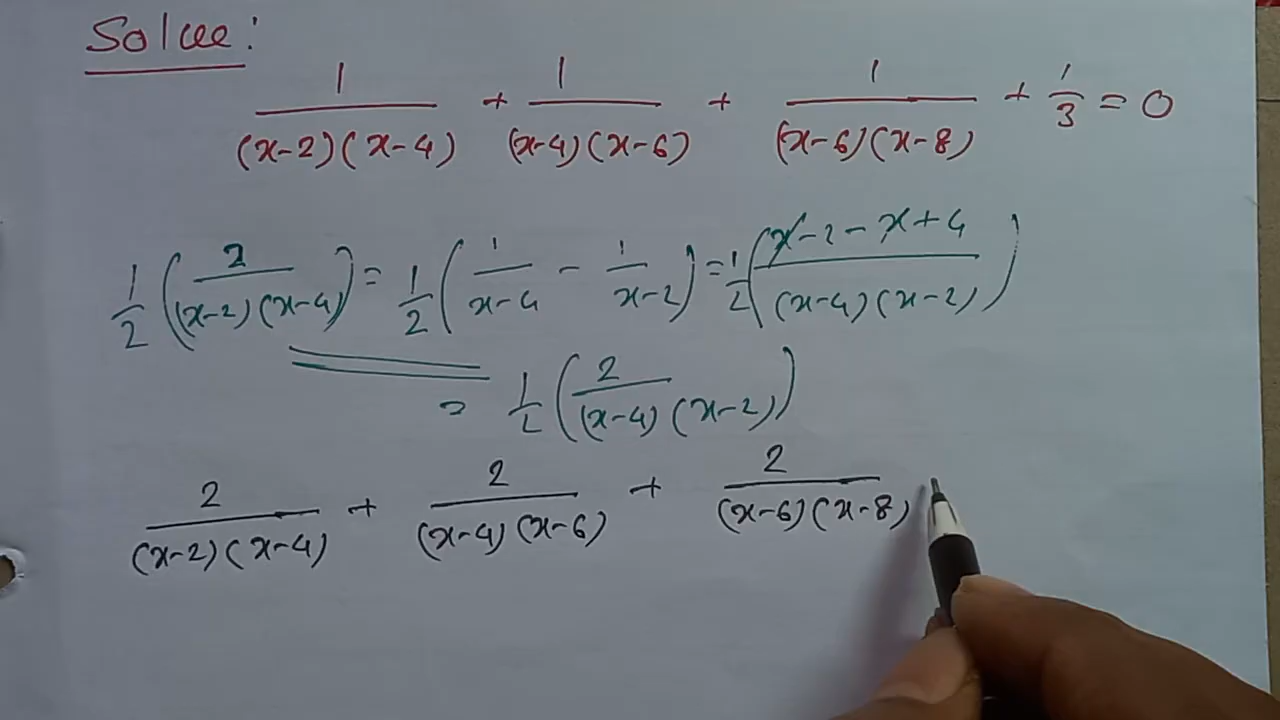 Solve:
1/((x-2)(x-4)) + 1/((x-4)(x-6)) + 1/((x-6)(x-8)) + 1/3 = 0
1/2 (2/((x-2)(x-4))) = 1/2 (1/(x-4) - 1/(x-2)) = 1/2 ((x-2-x+4)/((x-4)(x-2)))
= 1/2 (2/((x-4)(x-2)))
2/((x-2)(x-4)) + 2/((x-4)(x-6)) + 2/((x-6)(x-8))